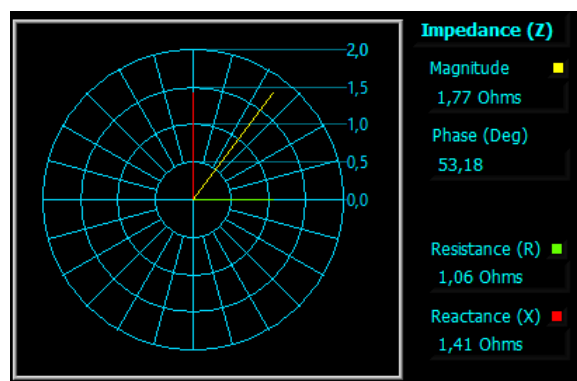 Impedance (Z)
2,0
1,5
1,0
0,5
0,0
Magnitude
1,77 Ohms
Phase (Deg)
53,18
Resistance (R)
1,06 Ohms
Reactance (X)
1,41 Ohms